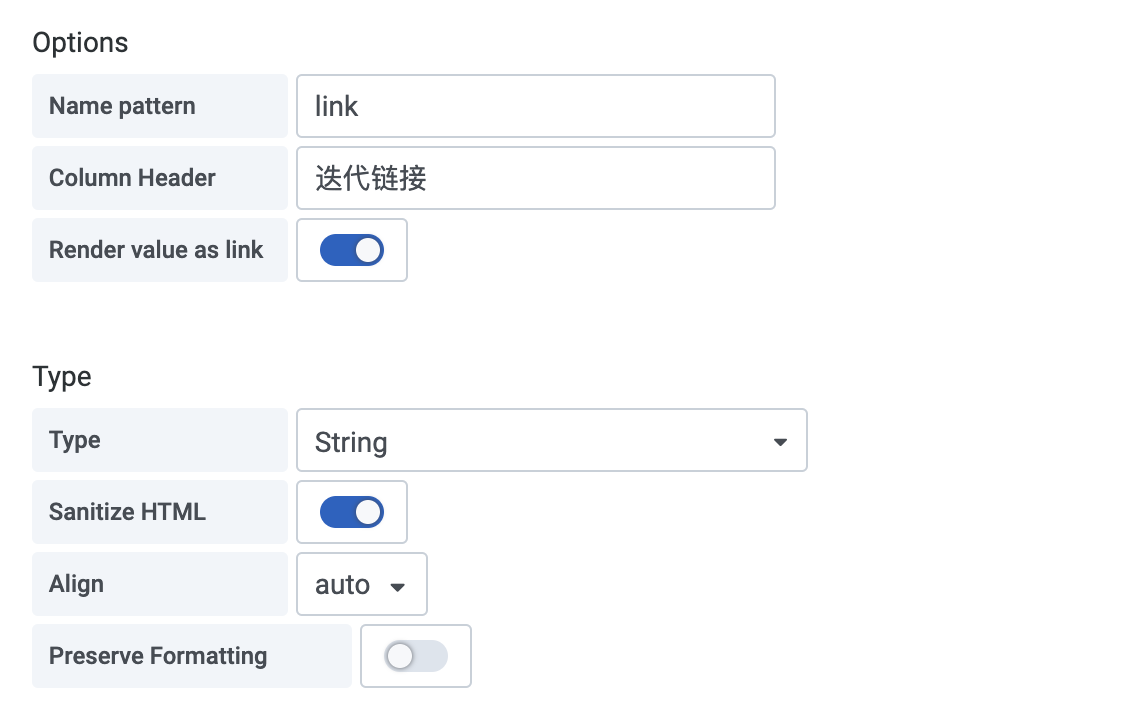 Options
Name pattern link
Column Header 迭代链接
Render value as link
Type
Type String
Sanitize HTML
Align auto
Preserve Formatting